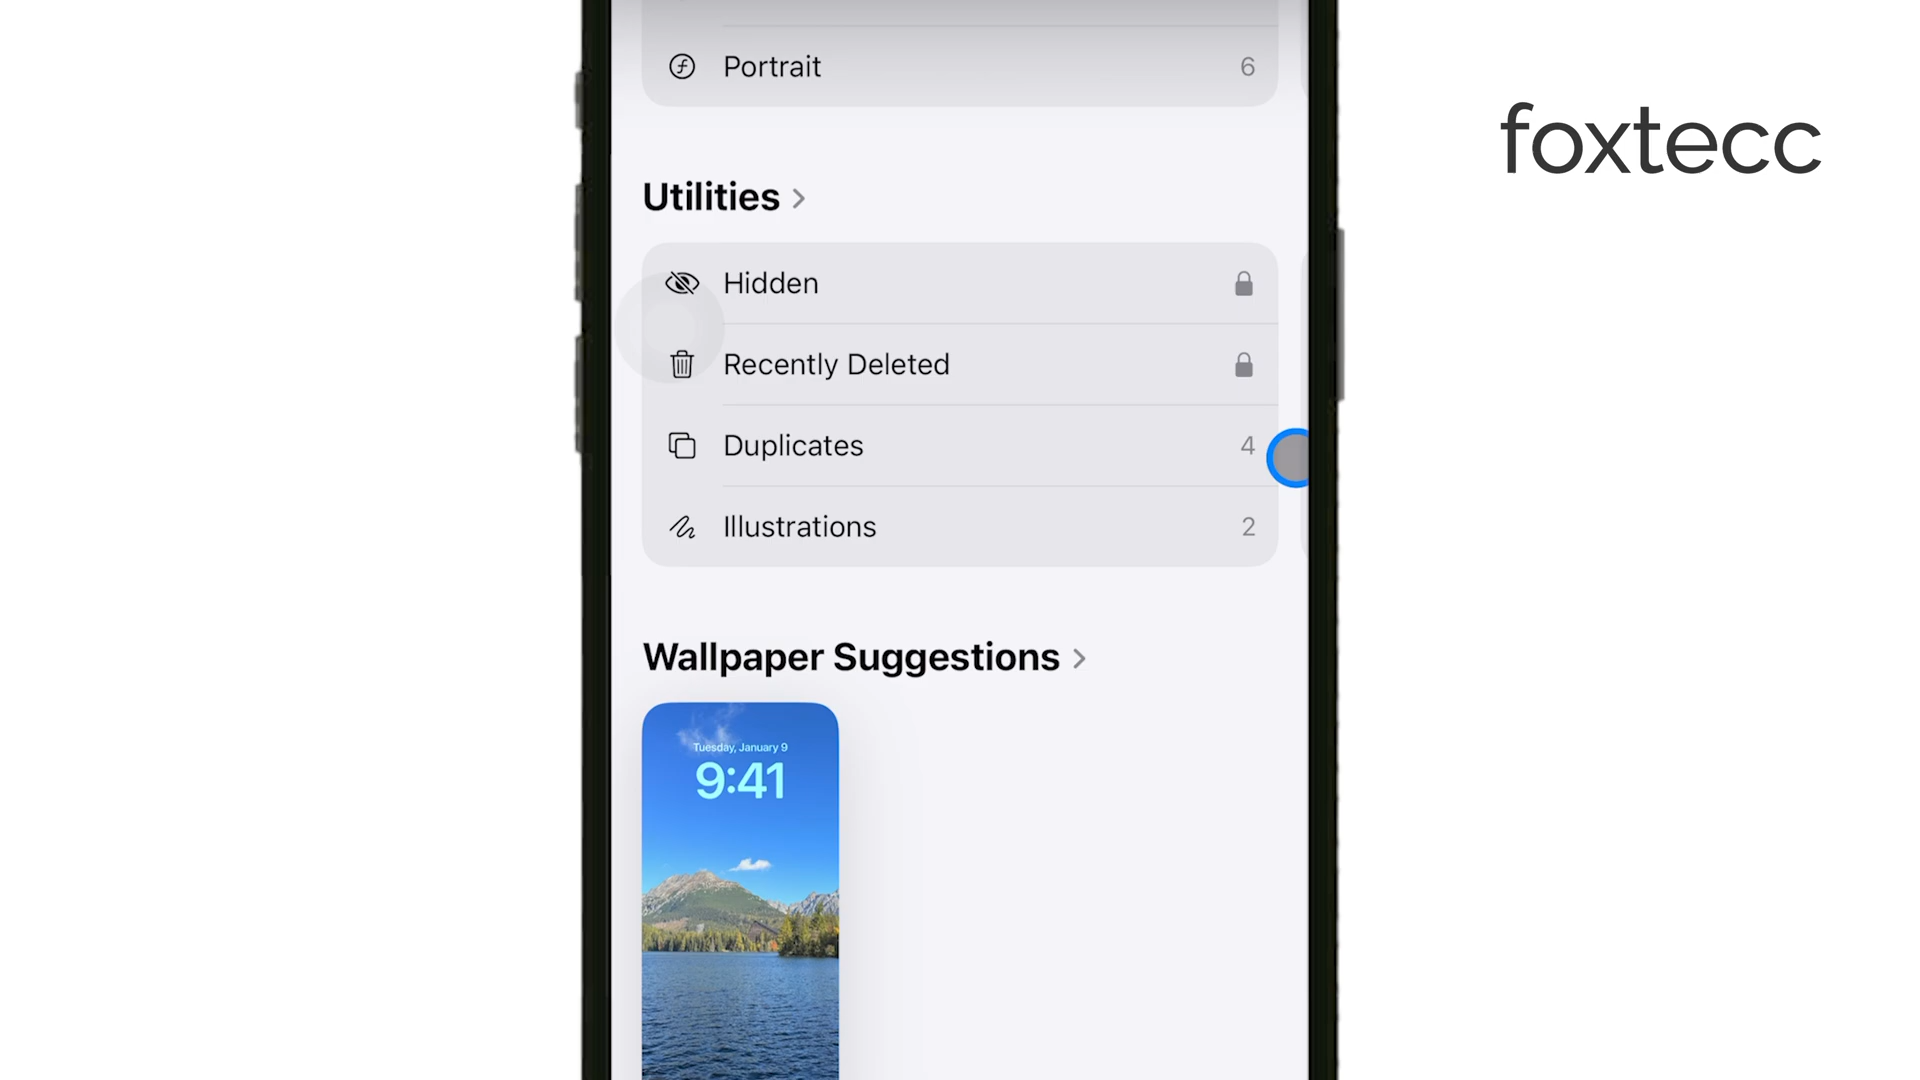 Portrait 6
foxtecc
Utilities
Hidden
Recently Deleted
Duplicates 4
Illustrations 2
Wallpaper Suggestions
Tuesday, January 9
9:41